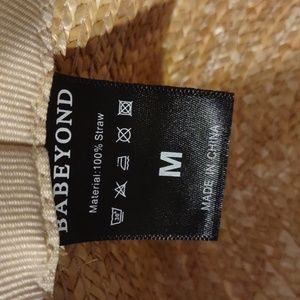 BABEYOND
Material:100% Straw
M
MADE IN CHINA